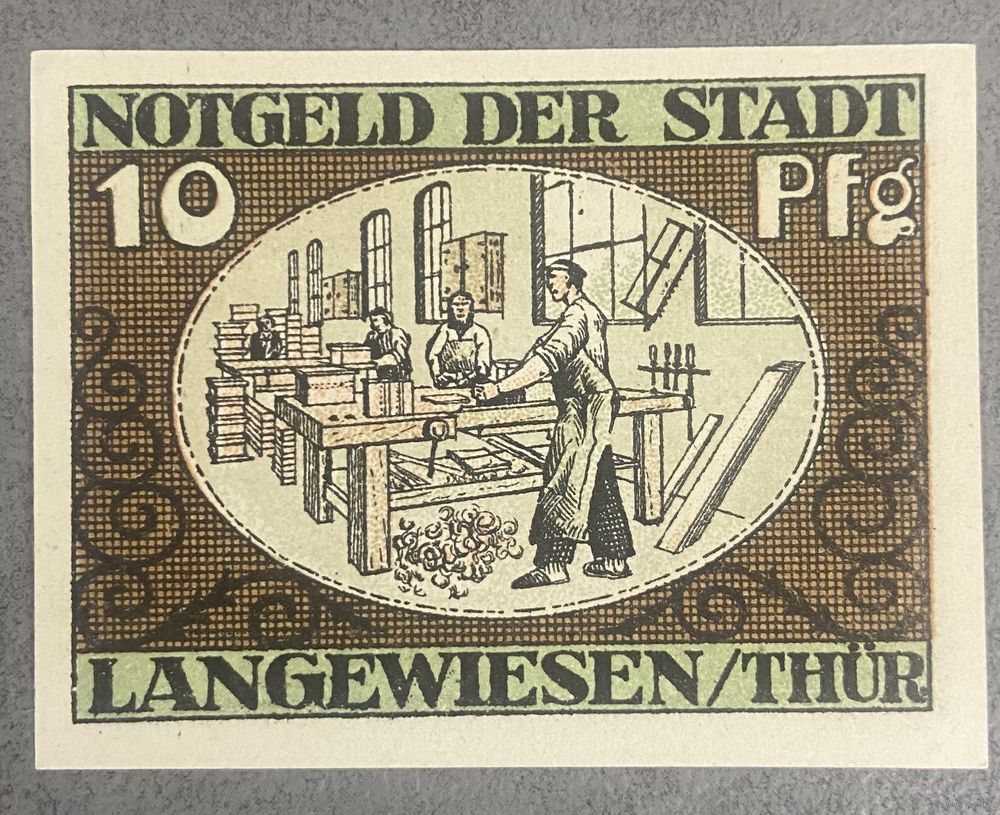 NOTGELD DER STADT
10 Pfg
LANGEWIESEN/THÜR